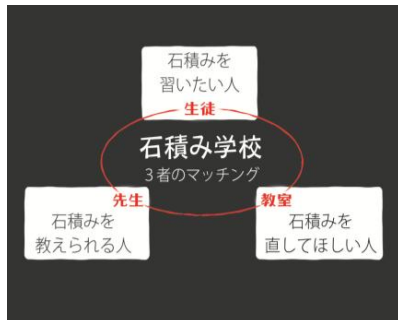 石積みを
習いたい人
生徒
石積み学校
3者のマッチング
先生
石積みを
教えられる人
教室
石積みを
直してほしい人